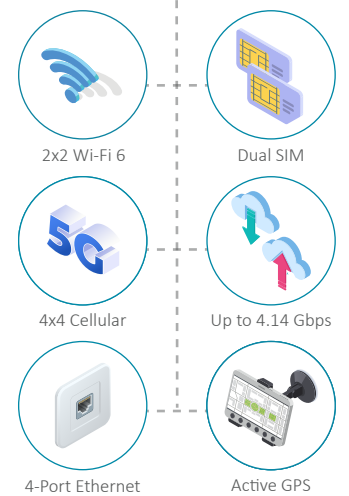 2x2 Wi-Fi 6
Dual SIM
5G
4x4 Cellular
Up to 4.14 Gbps
4-Port Ethernet
Active GPS